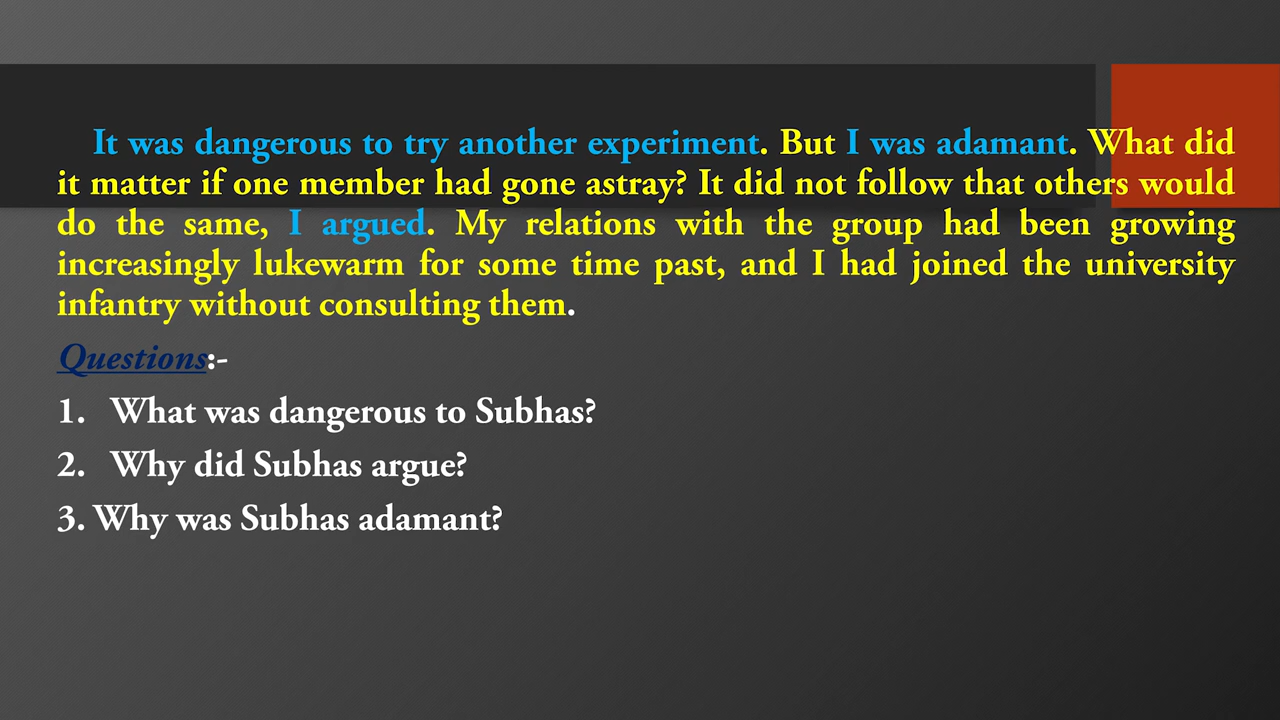 It was dangerous to try another experiment. But I was adamant. What did
it matter if one member had gone astray? It did not follow that others would
do the same, I argued. My relations with the group had been growing
increasingly lukewarm for some time past, and I had joined the university
infantry without consulting them.
Questions:-
1. What was dangerous to Subhas?
2. Why did Subhas argue?
3. Why was Subhas adamant?